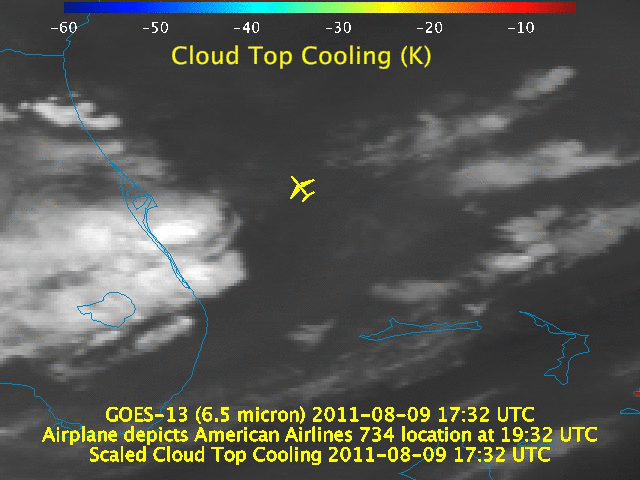 -60 -50 -40 -30 -20 -10
Cloud Top Cooling (K)
GOES-13 (6.5 micron) 2011-08-09 17:32 UTC
Airplane depicts American Airlines 734 location at 19:32 UTC
Scaled Cloud Top Cooling 2011-08-09 17:32 UTC